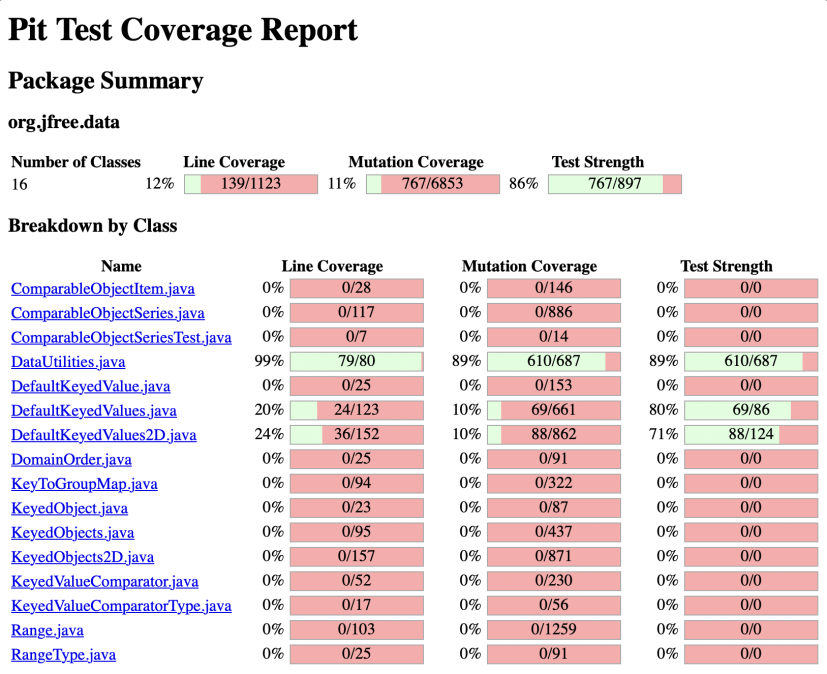 Pit Test Coverage Report
Package Summary
org.jfree.data
Number of Classes Line Coverage Mutation Coverage Test Strength
16 12% 139/1123 11% 767/6853 86% 767/897
Breakdown by Class
Name Line Coverage Mutation Coverage Test Strength
ComparableObjectItem.java 0% 0/28 0% 0/146 0% 0/0
ComparableObjectSeries.java 0% 0/117 0% 0/886 0% 0/0
ComparableObjectSeriesTest.java 0% 0/7 0% 0/14 0% 0/0
DataUtilities.java 99% 79/80 89% 610/687 89% 610/687
DefaultKeyedValue.java 0% 0/25 0% 0/153 0% 0/0
DefaultKeyedValues.java 20% 24/123 10% 69/661 80% 69/86
DefaultKeyedValues2D.java 24% 36/152 10% 88/862 71% 88/124
DomainOrder.java 0% 0/25 0% 0/91 0% 0/0
KeyToGroupMap.java 0% 0/94 0% 0/322 0% 0/0
KeyedObject.java 0% 0/23 0% 0/87 0% 0/0
KeyedObjects.java 0% 0/95 0% 0/437 0% 0/0
KeyedObjects2D.java 0% 0/157 0% 0/871 0% 0/0
KeyedValueComparator.java 0% 0/52 0% 0/230 0% 0/0
KeyedValueComparatorType.java 0% 0/17 0% 0/56 0% 0/0
Range.java 0% 0/103 0% 0/1259 0% 0/0
RangeType.java 0% 0/25 0% 0/91 0% 0/0